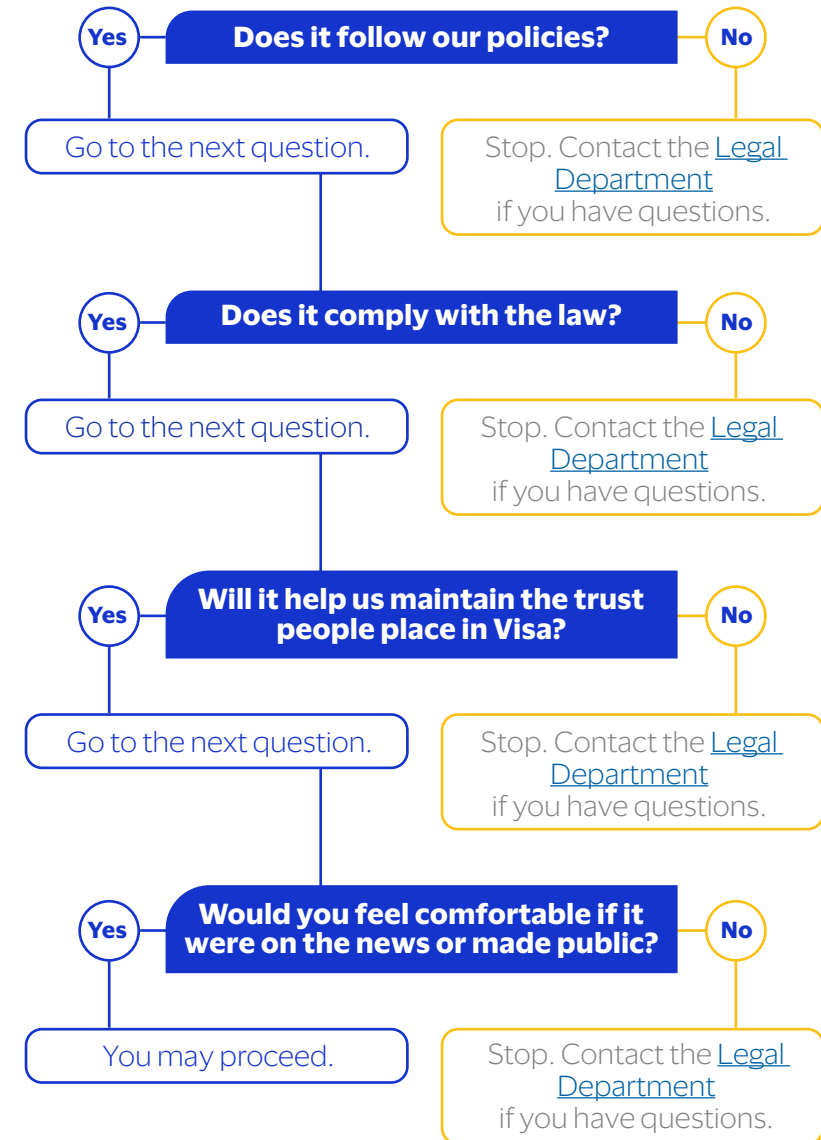 Yes
Does it follow our policies?
No
Go to the next question.
Stop. Contact the Legal
Department
if you have questions.
Yes
Does it comply with the law?
No
Go to the next question.
Stop. Contact the Legal
Department
if you have questions.
Yes
Will it help us maintain the trust
people place in Visa?
No
Go to the next question.
Stop. Contact the Legal
Department
if you have questions.
Yes
Would you feel comfortable if it
were on the news or made public?
No
You may proceed.
Stop. Contact the Legal
Department
if you have questions.